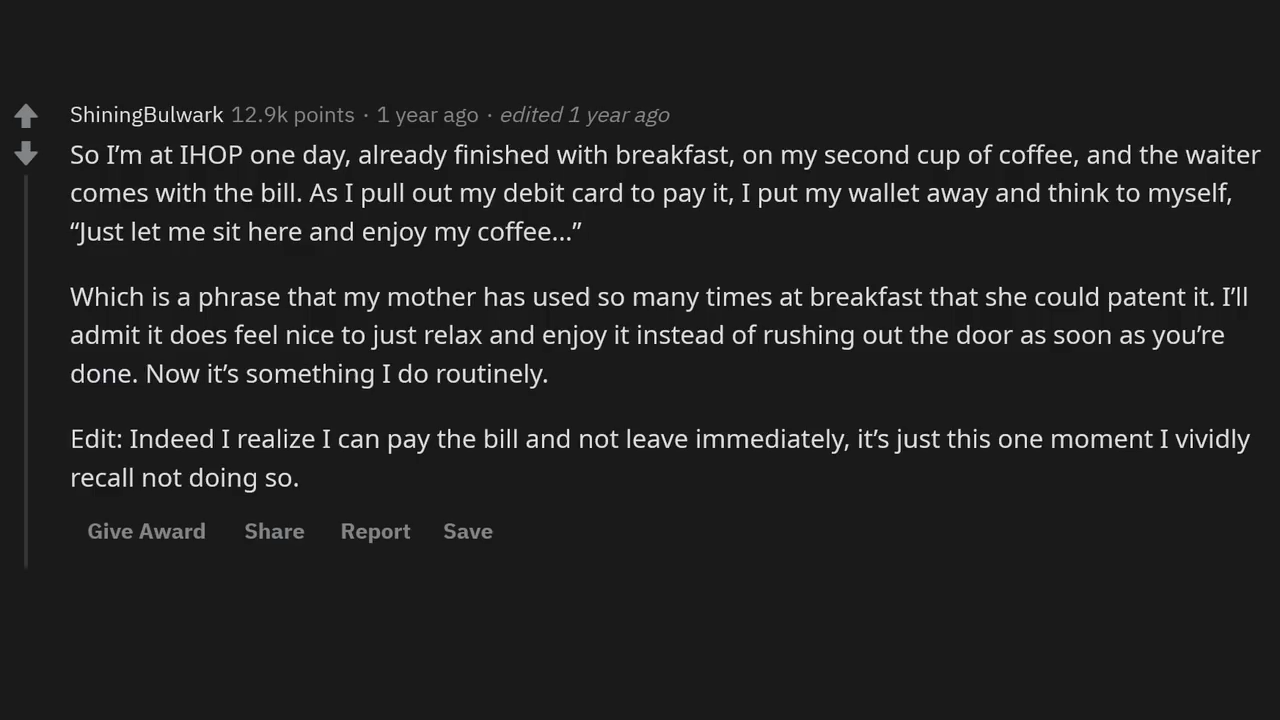 ShiningBulwark 12.9k points · 1 year ago · edited 1 year ago
So I’m at IHOP one day, already finished with breakfast, on my second cup of coffee, and the waiter
comes with the bill. As I pull out my debit card to pay it, I put my wallet away and think to myself,
“Just let me sit here and enjoy my coffee...”
Which is a phrase that my mother has used so many times at breakfast that she could patent it. I’ll
admit it does feel nice to just relax and enjoy it instead of rushing out the door as soon as you’re
done. Now it’s something I do routinely.
Edit: Indeed I realize I can pay the bill and not leave immediately, it’s just this one moment I vividly
recall not doing so.
Give Award Share Report Save